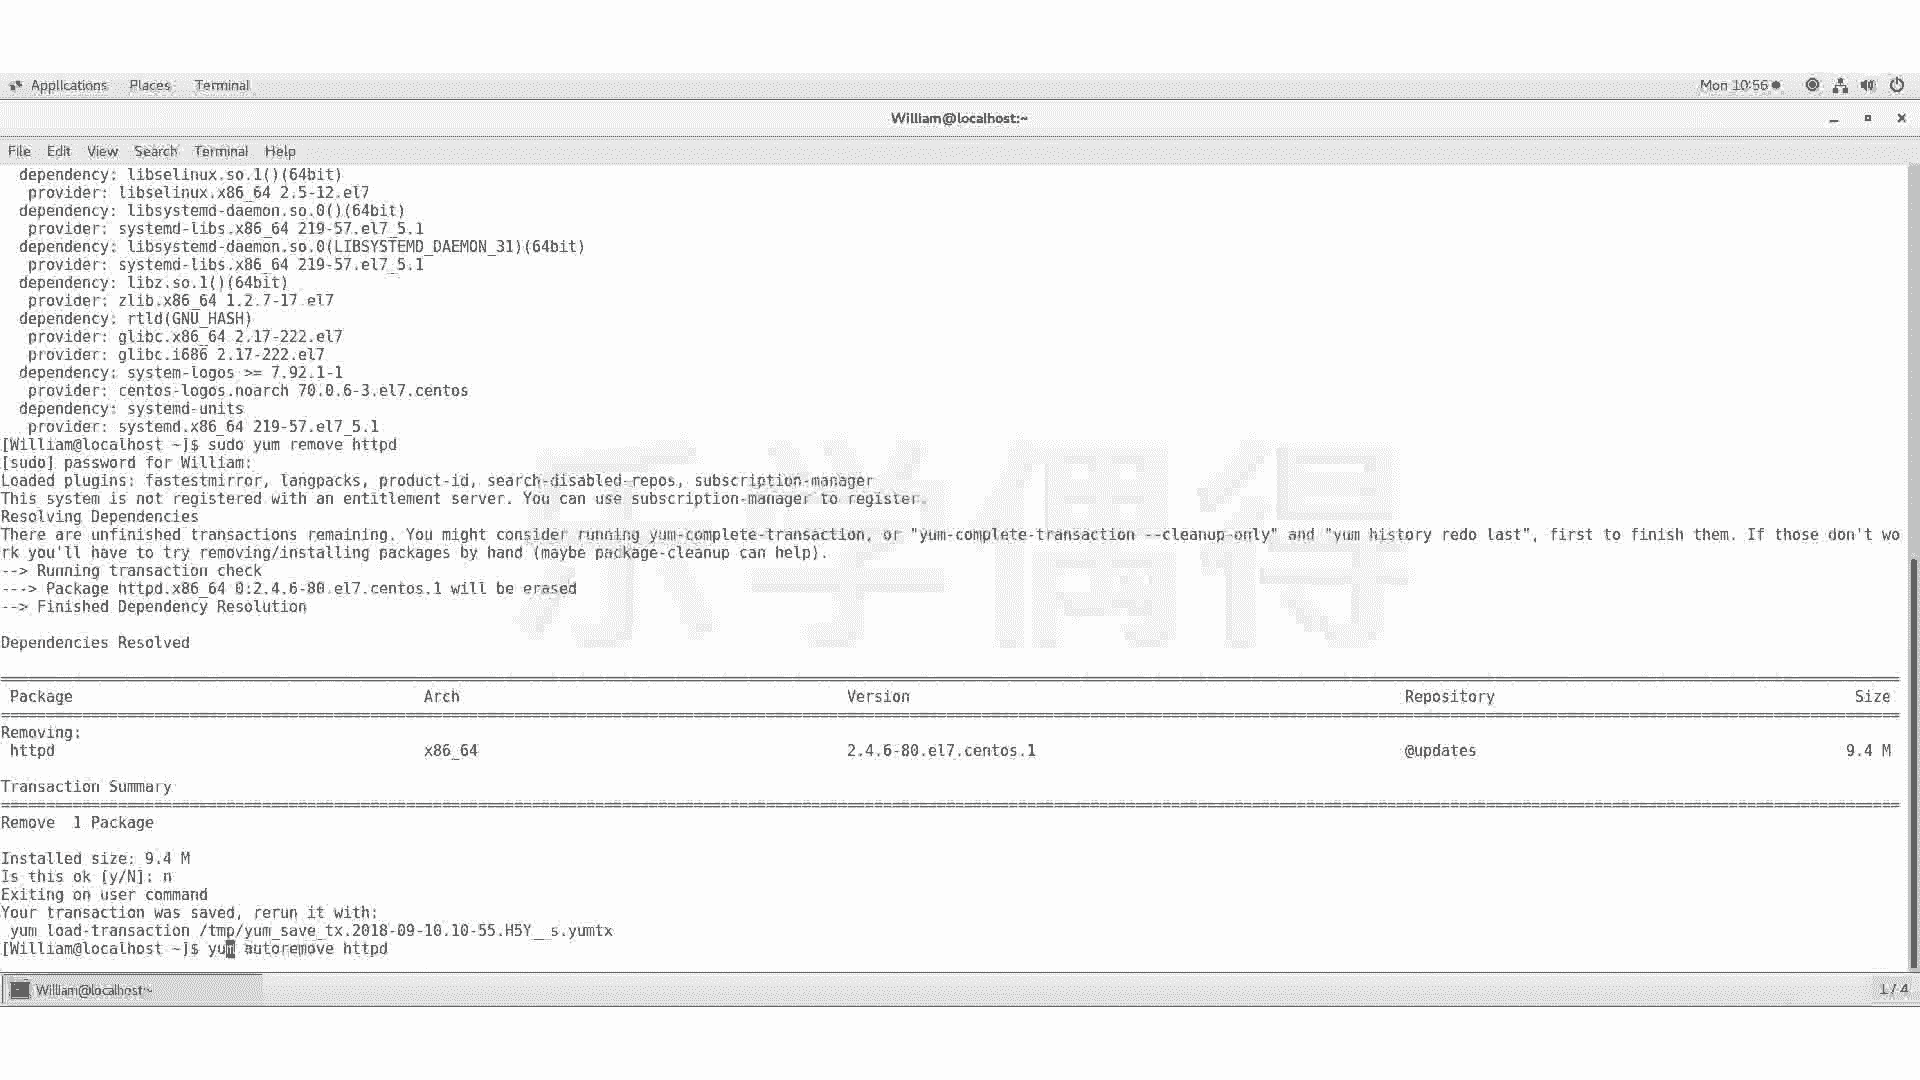 Applications Places Terminal Mon 10:56
William@localhost:~
File Edit View Search Terminal Help
dependency: libselinux.so.1()(64bit)
provider: libselinux.x86_64 2.5-12.el7
dependency: libsystemd-daemon.so.0()(64bit)
provider: systemd-libs.x86_64 219-57.el7_5.1
dependency: libsystemd-daemon.so.0(LIBSYSTEMD_DAEMON_31)(64bit)
provider: systemd-libs.x86_64 219-57.el7_5.1
dependency: libz.so.1()(64bit)
provider: zlib.x86_64 1.2.7-17.el7
dependency: rtld(GNU_HASH)
provider: glibc.x86_64 2.17-222.el7
provider: glibc.i686 2.17-222.el7
dependency: system-logos >= 7.92.1-1
provider: centos-logos.noarch 70.0.6-3.el7.centos
dependency: systemd-units
provider: systemd.x86_64 219-57.el7_5.1
[William@localhost ~]$ sudo yum remove httpd
[sudo] password for William:
Loaded plugins: fastestmirror, langpacks, product-id, search-disabled-repos, subscription-manager
This system is not registered with an entitlement server. You can use subscription-manager to register.
Resolving Dependencies
There are unfinished transactions remaining. You might consider running yum-complete-transaction, or "yum-complete-transaction --cleanup-only" and "yum history redo last", first to finish them. If those don't wo
rk you'll have to try removing/installing packages by hand (maybe package-cleanup can help).
--> Running transaction check
---> Package httpd.x86_64 0:2.4.6-80.el7.centos.1 will be erased
--> Finished Dependency Resolution
Dependencies Resolved
Package Arch Version Repository Size
Removing:
httpd x86_64 2.4.6-80.el7.centos.1 @updates 9.4 M
Transaction Summary
Remove 1 Package
Installed size: 9.4 M
Is this ok [y/N]: n
Exiting on user command
Your transaction was saved, rerun it with:
yum load-transaction /tmp/yum_save_tx.2018-09-10.10-55.H5Y__s.yumtx
[William@localhost ~]$ yum autoremove httpd
William@localhost:~ 1 / 4
乐学偶得